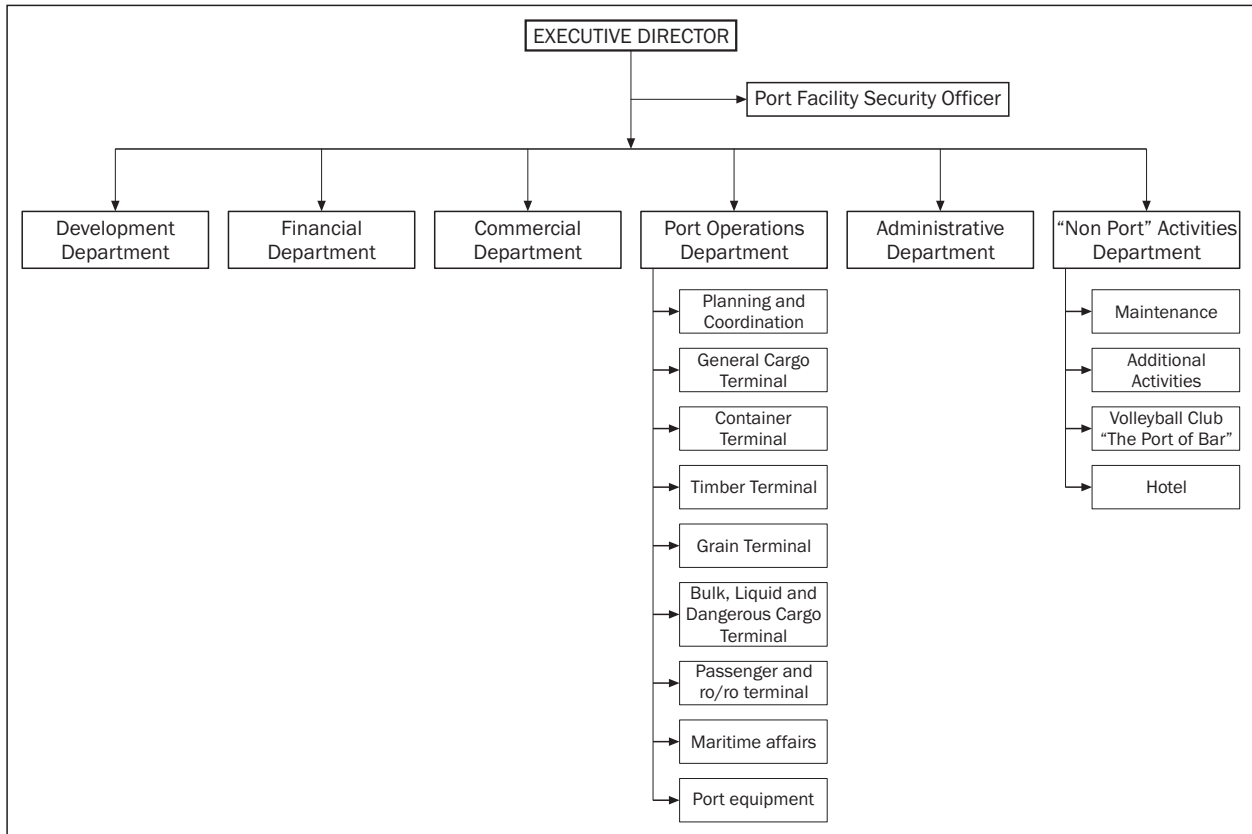 EXECUTIVE DIRECTOR
Port Facility Security Officer
Development
Department
Financial
Department
Commercial
Department
Port Operations
Department
Administrative
Department
“Non Port” Activities
Department
Planning and
Coordination
General Cargo
Terminal
Container
Terminal
Timber Terminal
Grain Terminal
Bulk, Liquid and
Dangerous Cargo
Terminal
Passenger and
ro/ro terminal
Maritime affairs
Port equipment
Maintenance
Additional
Activities
Volleyball Club
“The Port of Bar”
Hotel